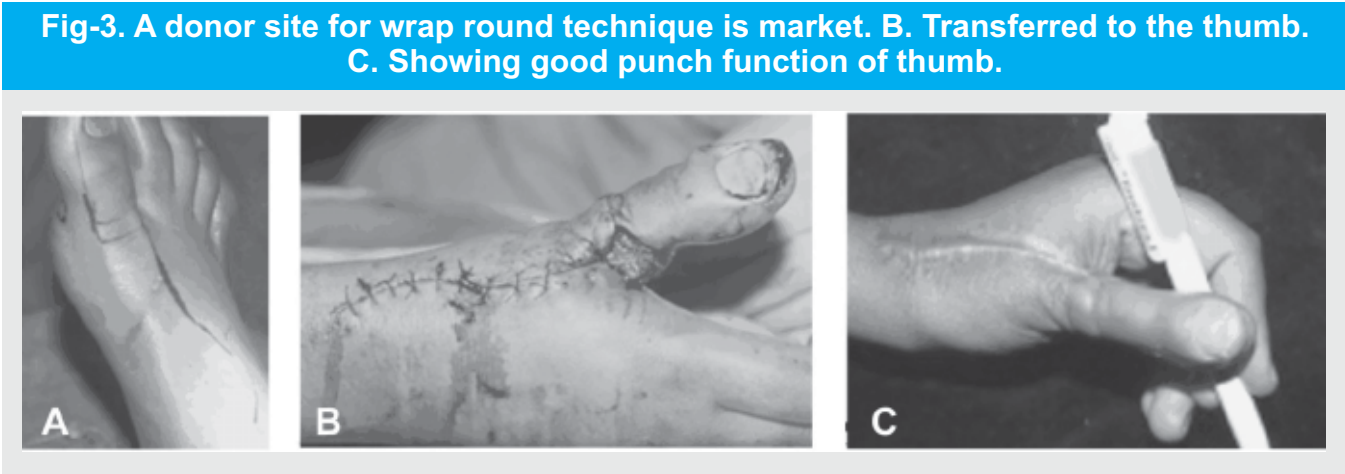 Fig-3. A donor site for wrap round technique is market. B. Transferred to the thumb.
C. Showing good punch function of thumb.
A
B
C